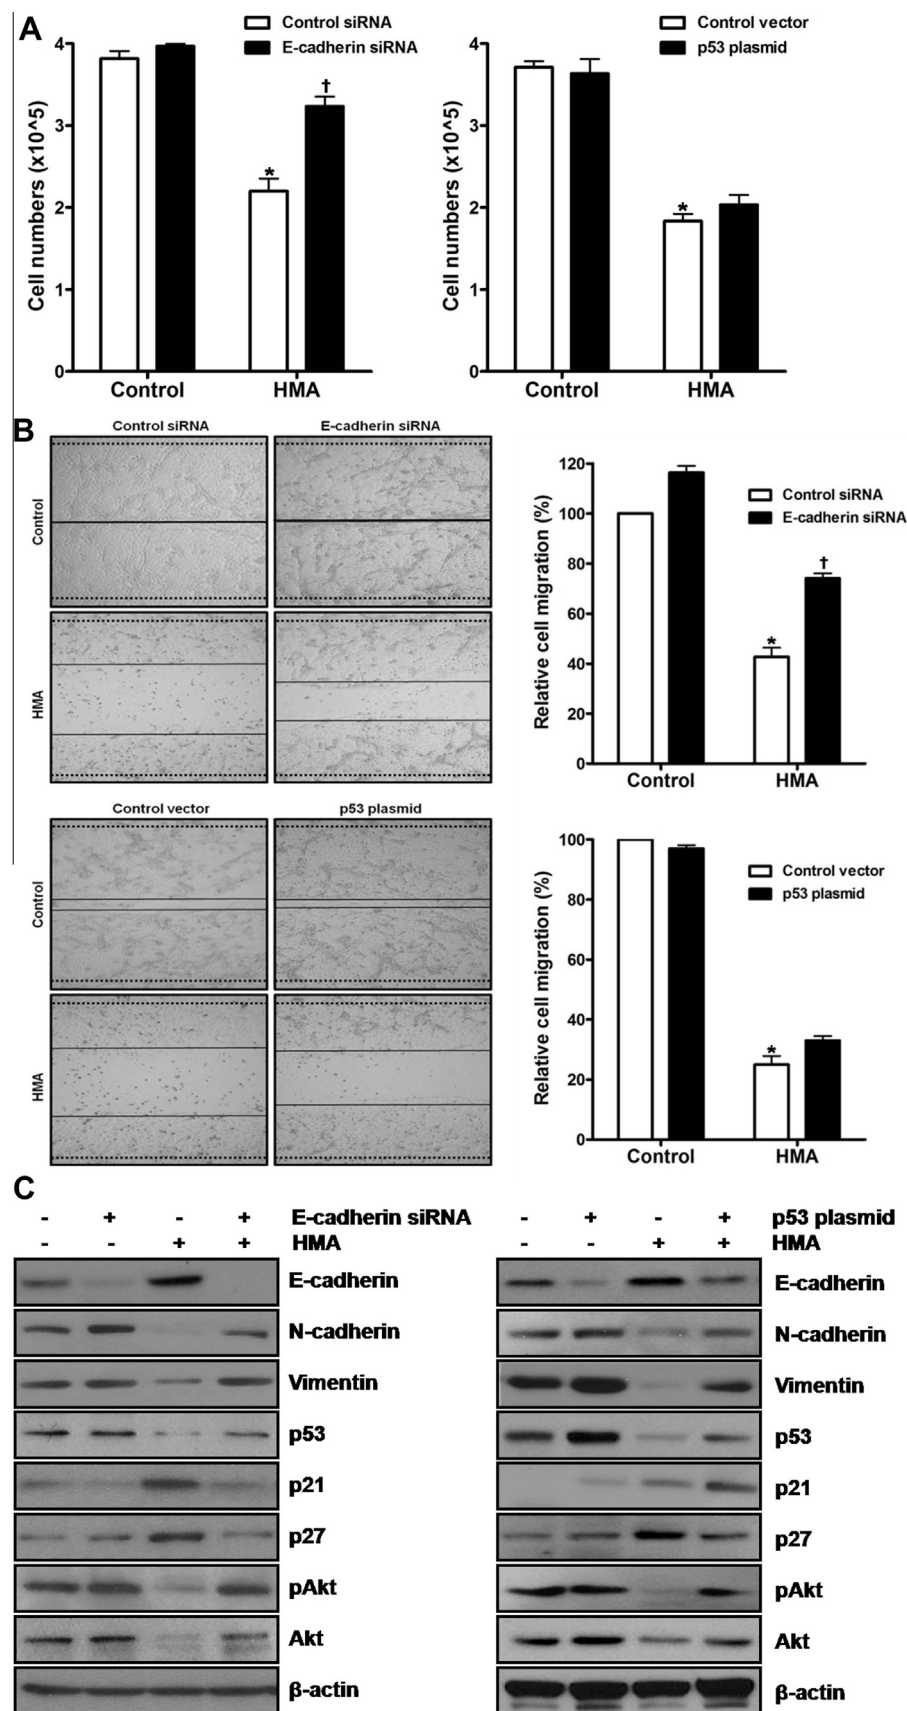 A
Control siRNA
E-cadherin siRNA
Cell numbers (x10^5)
4
3
2
1
0
*
†
Control
HMA
Control vector
p53 plasmid
Cell numbers (x10^5)
4
3
2
1
0
*
Control
HMA
B
Control siRNA
E-cadherin siRNA
Control
HMA
Relative cell migration (%)
120
100
80
60
40
20
0
Control siRNA
E-cadherin siRNA
*
†
Control
HMA
Control vector
p53 plasmid
Control
HMA
Relative cell migration (%)
100
80
60
40
20
0
Control vector
p53 plasmid
*
Control
HMA
C
- + - + E-cadherin siRNA
- - + + HMA
E-cadherin
N-cadherin
Vimentin
p53
p21
p27
pAkt
Akt
β-actin
- + - + p53 plasmid
- - + + HMA
E-cadherin
N-cadherin
Vimentin
p53
p21
p27
pAkt
Akt
β-actin